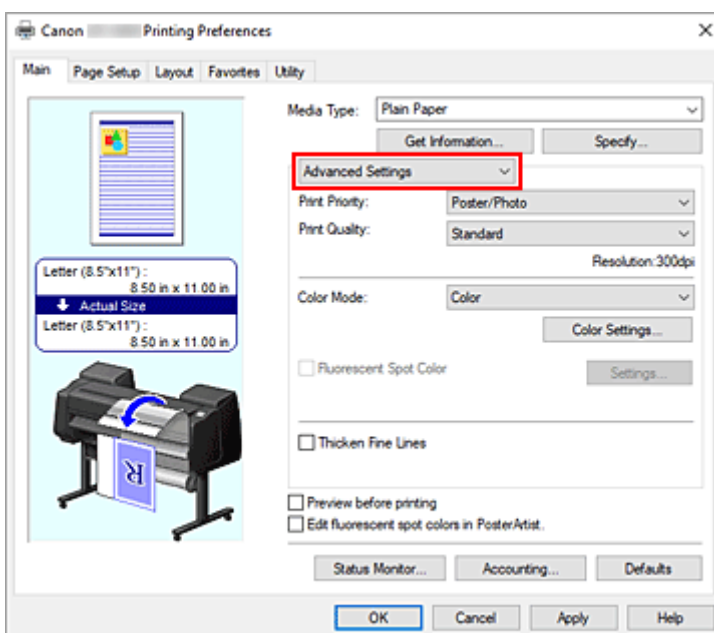 Canon Printing Preferences
Main Page Setup Layout Favorites Utility
Media Type: Plain Paper
Get Information... Specify...
Advanced Settings
Print Priority: Poster/Photo
Print Quality: Standard
Resolution:300dpi
Letter (8.5"x11") :
8.50 in x 11.00 in
Actual Size
Letter (8.5"x11") :
8.50 in x 11.00 in
Color Mode: Color
Color Settings...
Fluorescent Spot Color Settings...
Thicken Fine Lines
R
Preview before printing
Edit fluorescent spot colors in PosterArtist.
Status Monitor... Accounting... Defaults
OK Cancel Apply Help